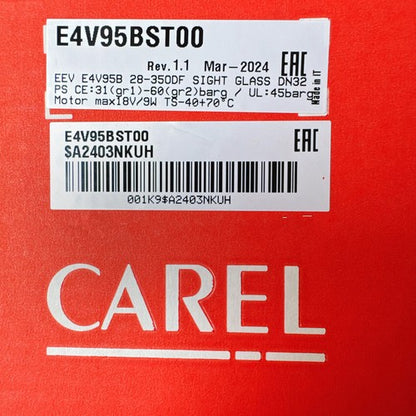 E4V95BST00
Rev.1.1 Mar-2024 EAC
EEV E4V95B 28-35ODF SIGHT GLASS DN32
PS CE:31(gr1)-60(gr2)barg / UL:45barg
Motor max18V/9W TS-40+70°C
Made in IT
E4V95BST00 EAC
$A2403NKUH
001K9$A2403NKUH
CAREL